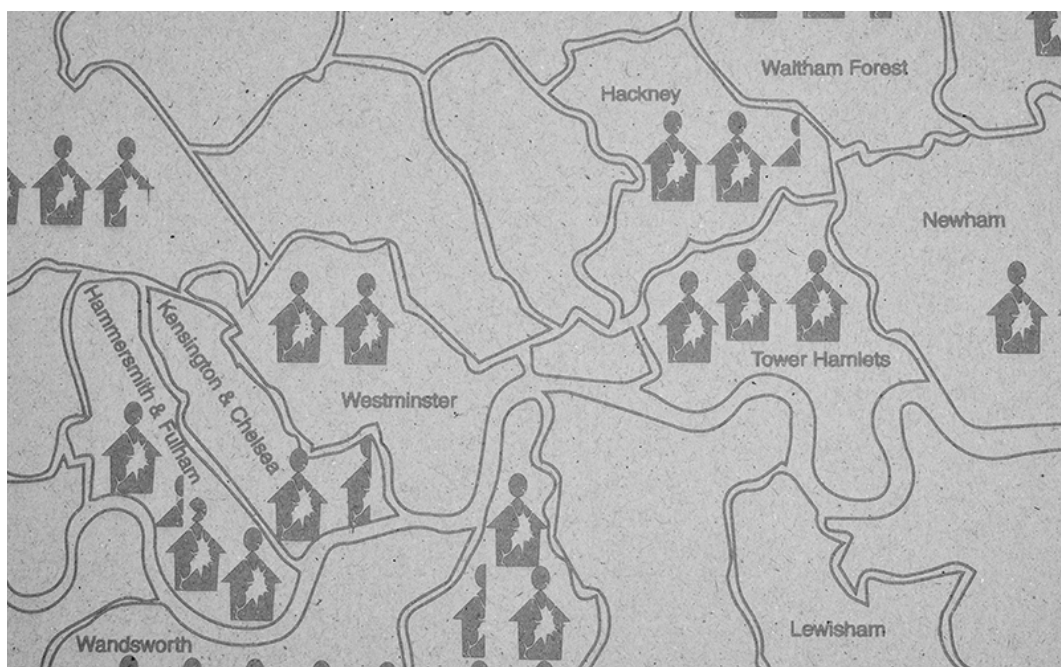 Waltham Forest
Hackney
Newham
Hammersmith & Fulham
Kensington & Chelsea
Tower Hamlets
Westminster
Lewisham
Wandsworth